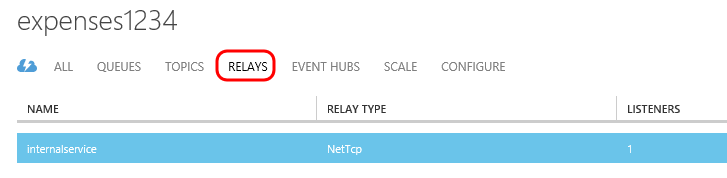 expenses1234
ALL QUEUES TOPICS RELAYS EVENT HUBS SCALE CONFIGURE
NAME RELAY TYPE LISTENERS
internalservice NetTcp 1